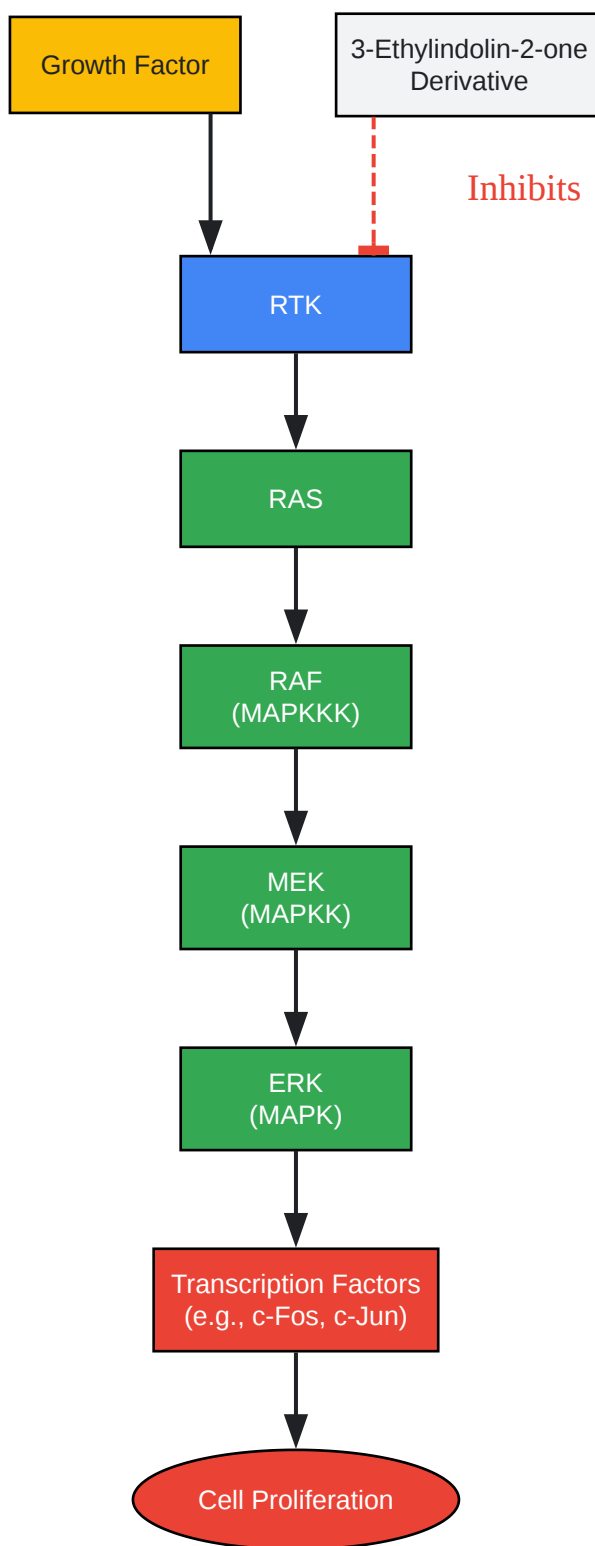 Growth Factor
3-Ethylindolin-2-one
Derivative
Inhibits
RTK
RAS
RAF
(MAPKKK)
MEK
(MAPKK)
ERK
(MAPK)
Transcription Factors
(e.g., c-Fos, c-Jun)
Cell Proliferation